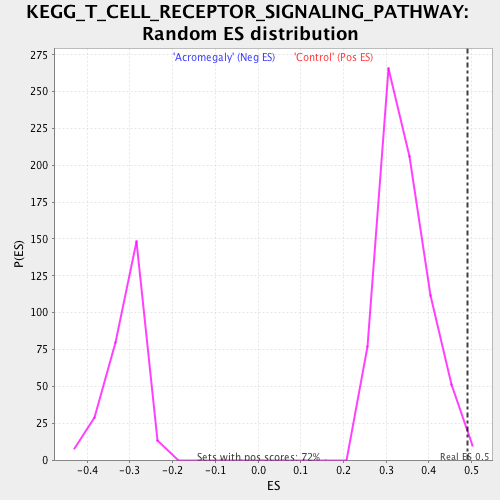 KEGG_T_CELL_RECEPTOR_SIGNALING_PATHWAY:
Random ES distribution
'Acromegaly' (Neg ES) 'Control' (Pos ES)
275
250
225
200
175
150
125
100
75
50
25
0
P(ES)
Sets with pos scores: 72%
Real ES 0.5
-0.4 -0.3 -0.2 -0.1 0.0 0.1 0.2 0.3 0.4 0.5
ES